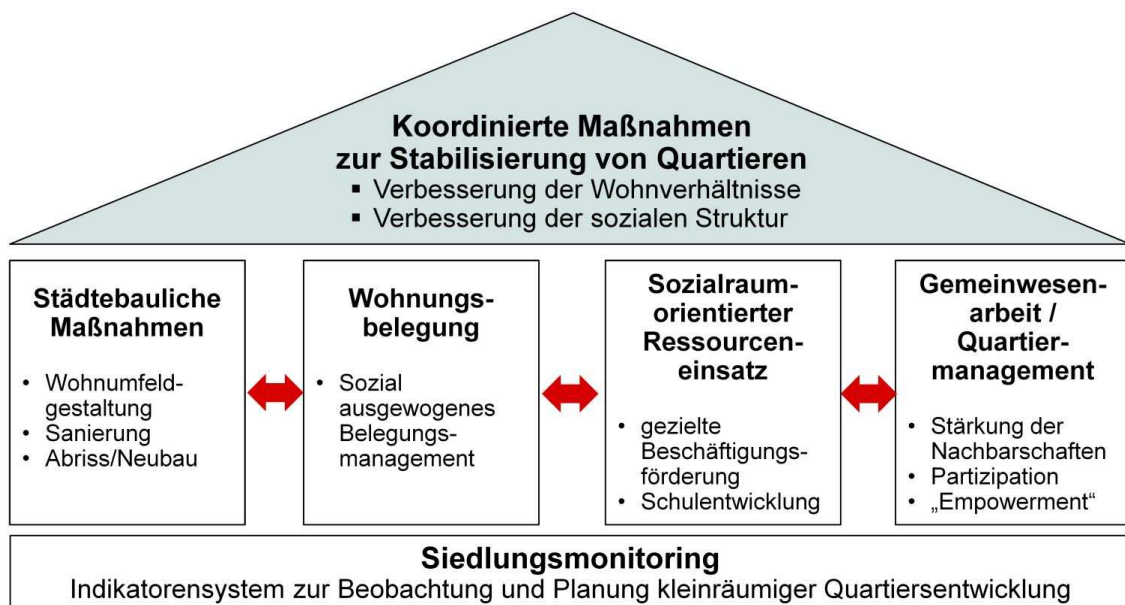 Koordinierte Maßnahmen
zur Stabilisierung von Quartieren
▪ Verbesserung der Wohnverhältnisse
▪ Verbesserung der sozialen Struktur
Städtebauliche
Maßnahmen
• Wohnumfeld-
gestaltung
• Sanierung
• Abriss/Neubau
Wohnungs-
belegung
• Sozial
ausgewogenes
Belegungs-
management
Sozialraum-
orientierter
Ressourcen-
einsatz
• gezielte
Beschäftigungs-
förderung
• Schulentwicklung
Gemeinwesen-
arbeit /
Quartier-
management
• Stärkung der
Nachbarschaften
• Partizipation
• „Empowerment“
Siedlungsmonitoring
Indikatorensystem zur Beobachtung und Planung kleinräumiger Quartiersentwicklung